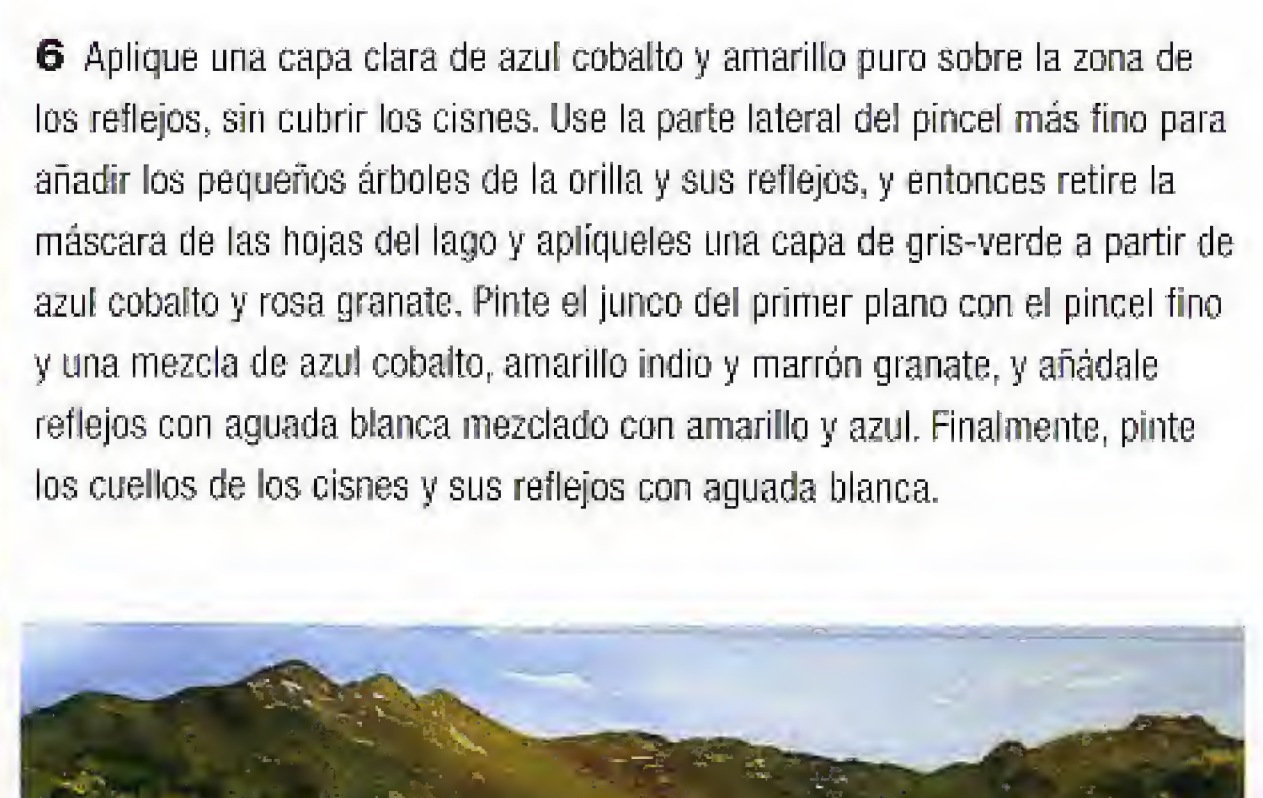 6 Aplique una capa clara de azul cobalto y amarillo puro sobre la zona de
los reflejos, sin cubrir los cisnes. Use la parte lateral del pincel más fino para
añadir los pequeños árboles de la orilla y sus reflejos, y entonces retire la
máscara de las hojas del lago y aplíqueles una capa de gris-verde a partir de
azul cobalto y rosa granate. Pinte el junco del primer plano con el pincel fino
y una mezcla de azul cobalto, amarillo indio y marrón granate, y añádale
reflejos con aguada blanca mezclado con amarillo y azul. Finalmente, pinte
los cuellos de los cisnes y sus reflejos con aguada blanca.